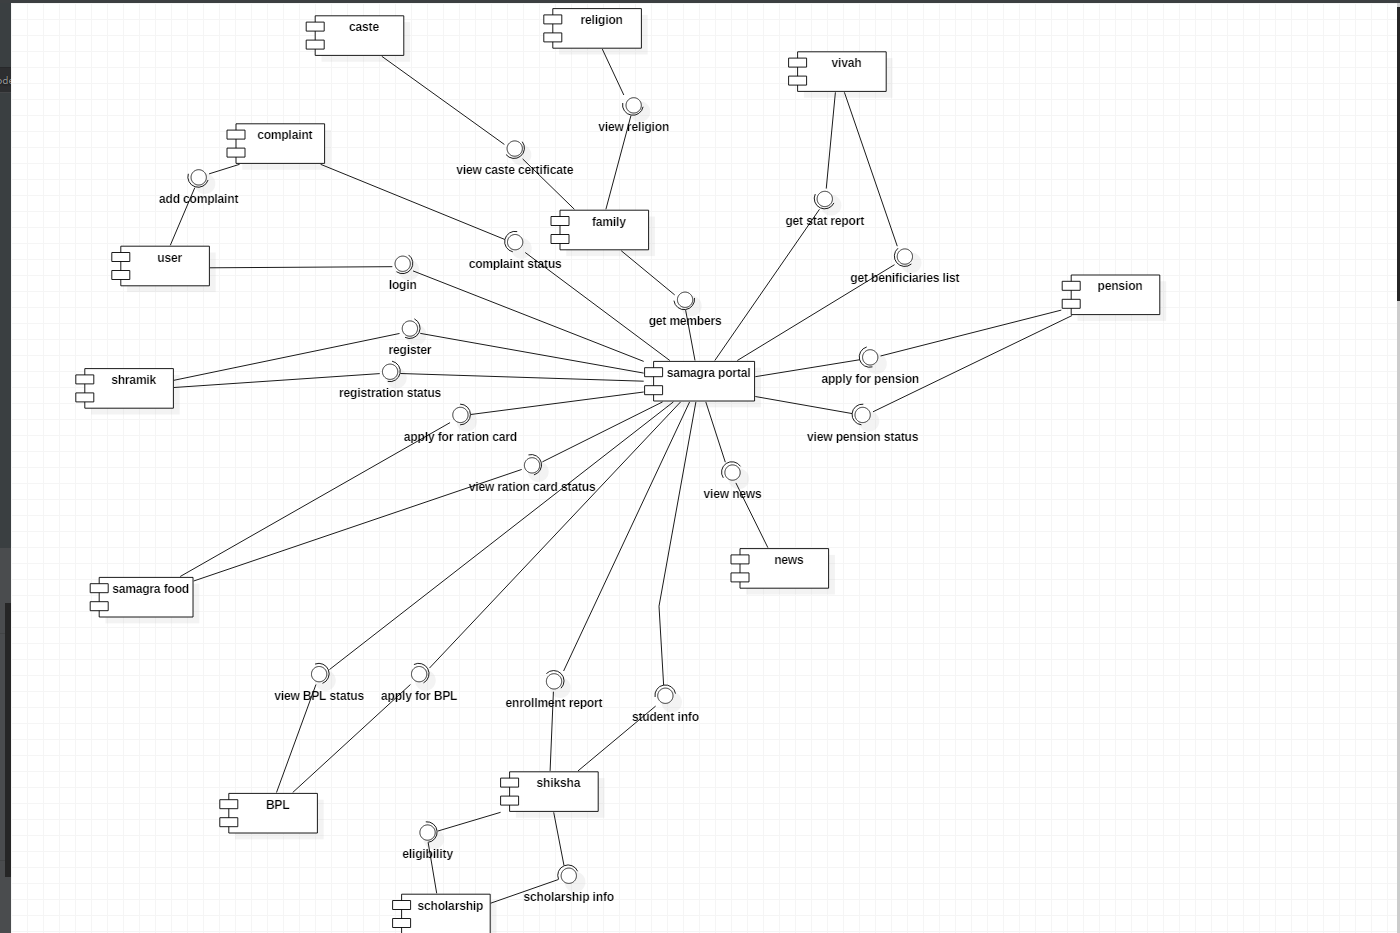 religion
caste
vivah
view religion
complaint
view caste certificate
add complaint
family
get stat report
user
complaint status
login
get benificiaries list
pension
get members
register
samagra portal
shramik
apply for pension
registration status
apply for ration card
view pension status
view ration card status
view news
news
samagra food
view BPL status
apply for BPL
enrollment report
student info
shiksha
BPL
eligibility
scholarship info
scholarship